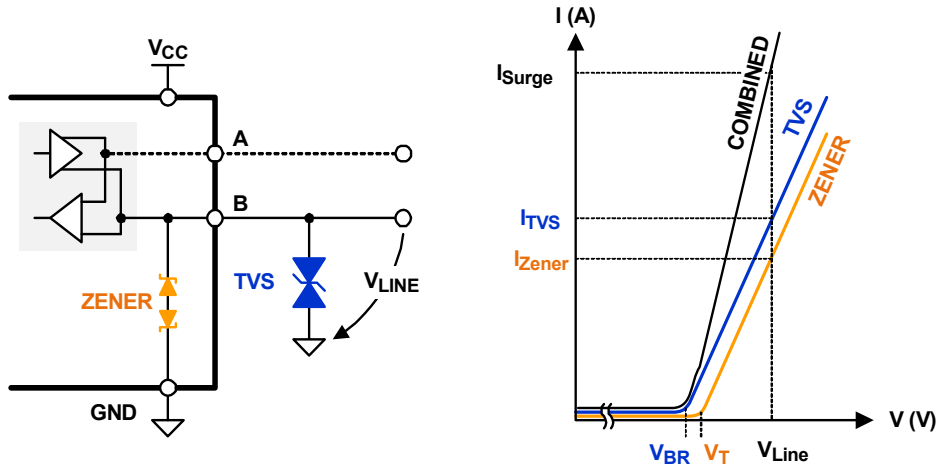 VCC
A
B
ZENER
TVS
VLINE
GND
I (A)
ISurge
COMBINED
TVS
ZENER
ITVS
IZener
V (V)
VBR
VT
VLine